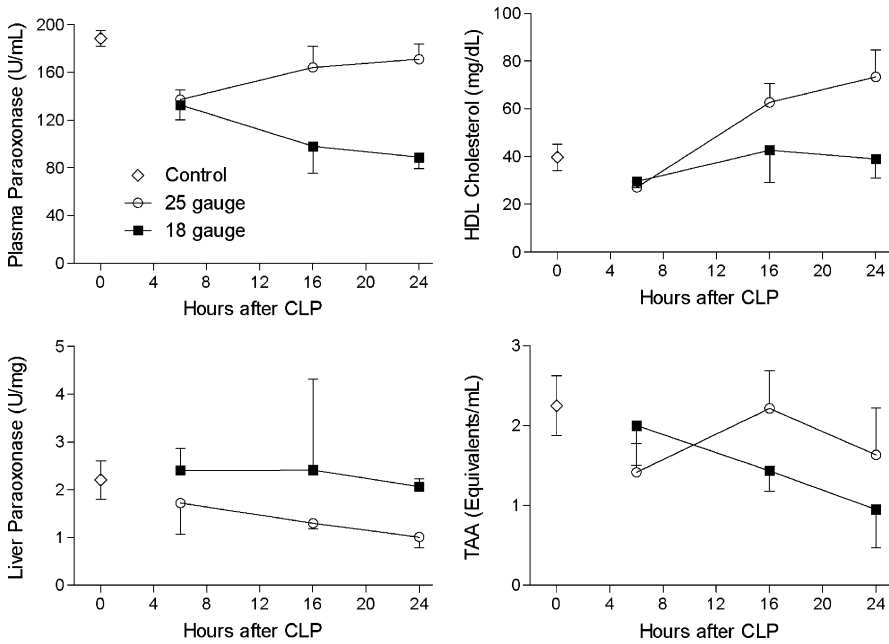 Plasma Paraoxonase (U/mL)
200
160
120
80
40
0
Control
25 gauge
18 gauge
0 4 8 12 16 20 24
Hours after CLP
HDL Cholesterol (mg/dL)
100
80
60
40
20
0
0 4 8 12 16 20 24
Hours after CLP
Liver Paraoxonase (U/mg)
5
4
3
2
1
0
0 4 8 12 16 20 24
Hours after CLP
TAA (Equivalents/mL)
3
2
1
0
0 4 8 12 16 20 24
Hours after CLP